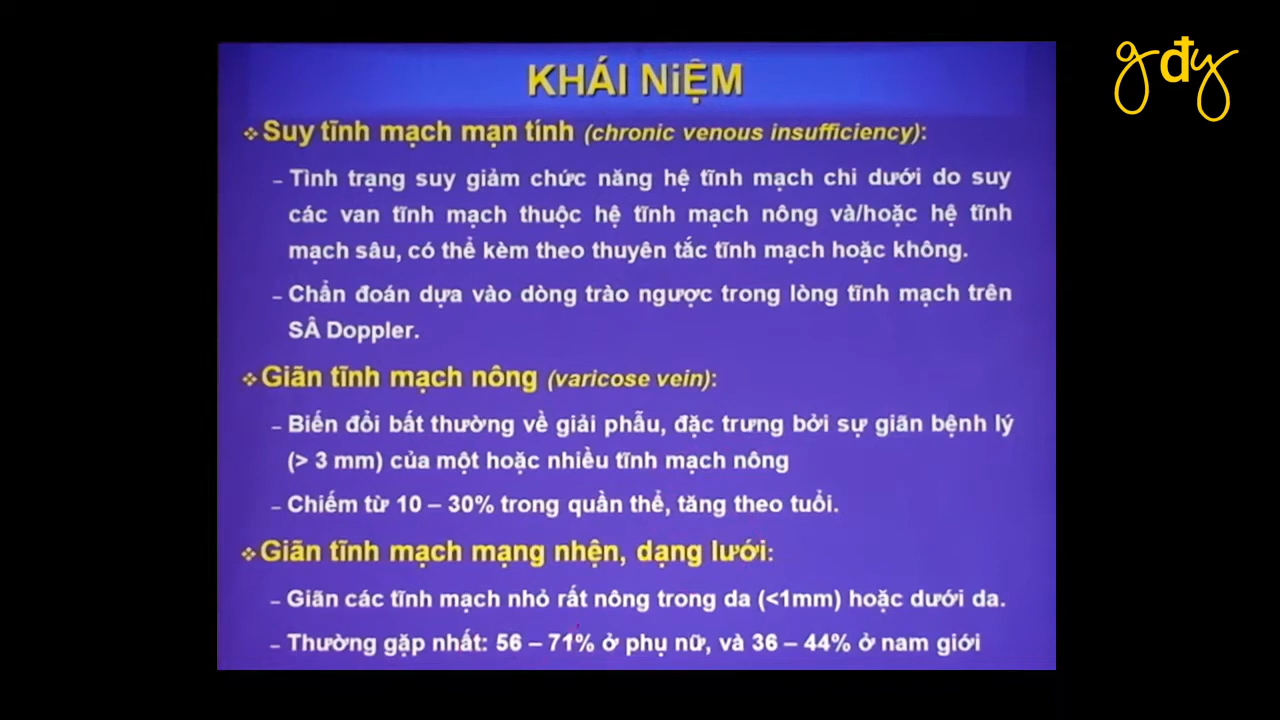 gđy
KHÁI NiỆM
❖ Suy tĩnh mạch mạn tính (chronic venous insufficiency):
– Tình trạng suy giảm chức năng hệ tĩnh mạch chi dưới do suy
các van tĩnh mạch thuộc hệ tĩnh mạch nông và/hoặc hệ tĩnh
mạch sâu, có thể kèm theo thuyên tắc tĩnh mạch hoặc không.
– Chẩn đoán dựa vào dòng trào ngược trong lòng tĩnh mạch trên
SÂ Doppler.
❖ Giãn tĩnh mạch nông (varicose vein):
– Biến đổi bất thường về giải phẫu, đặc trưng bởi sự giãn bệnh lý
(> 3 mm) của một hoặc nhiều tĩnh mạch nông
– Chiếm từ 10 – 30% trong quần thể, tăng theo tuổi.
❖ Giãn tĩnh mạch mạng nhện, dạng lưới:
– Giãn các tĩnh mạch nhỏ rất nông trong da (<1mm) hoặc dưới da.
– Thường gặp nhất: 56 – 71% ở phụ nữ, và 36 – 44% ở nam giới